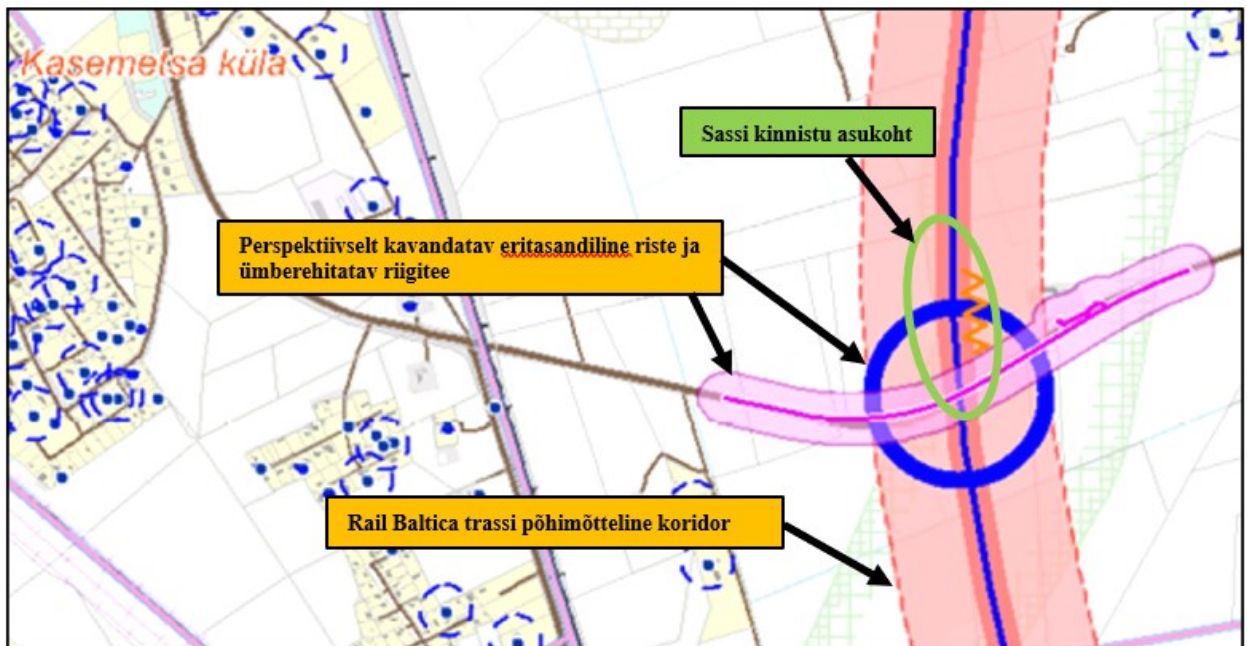 Kasemetsa küla
Sassi kinnistu asukoht
Perspektiivselt kavandatav eritasandiline riste ja
ümberehitatav riigitee
Rail Baltica trassi põhimõtteline koridor